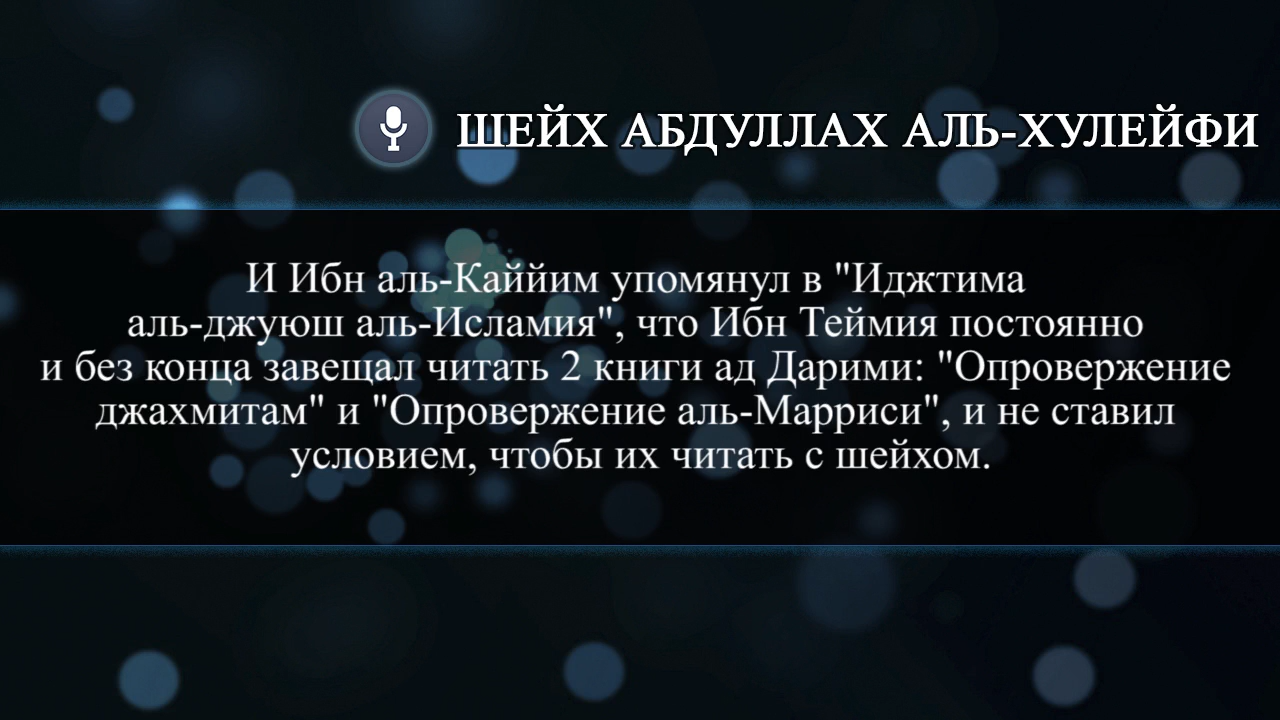 ШЕЙХ АБДУЛЛАХ АЛЬ-ХУЛЕЙФИ
И Ибн аль-Каййим упомянул в "Иджтима
аль-джуюш аль-Исламия", что Ибн Теймия постоянно
и без конца завещал читать 2 книги ад Дарими: "Опровержение
джахмитам" и "Опровержение аль-Марриси", и не ставил
условием, чтобы их читать с шейхом.